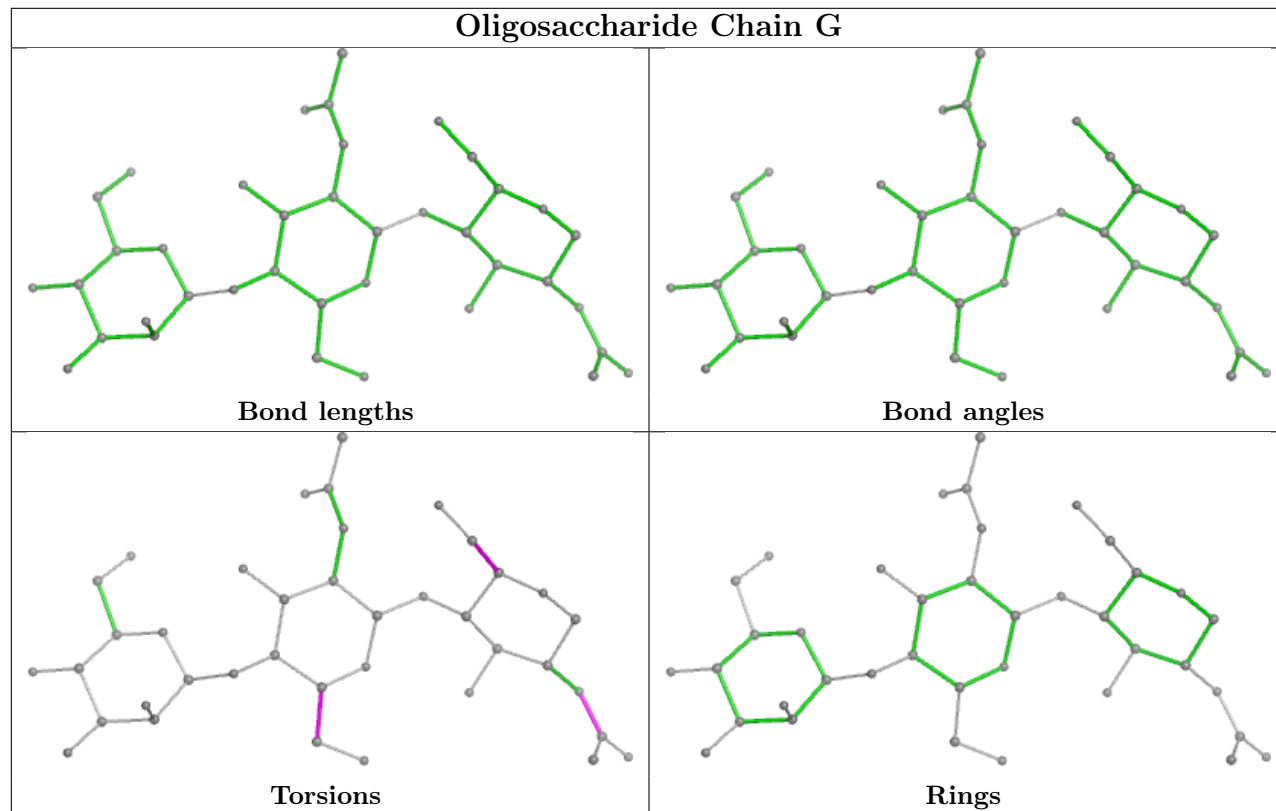 Oligosaccharide Chain G
Bond lengths
Bond angles
Torsions
Rings